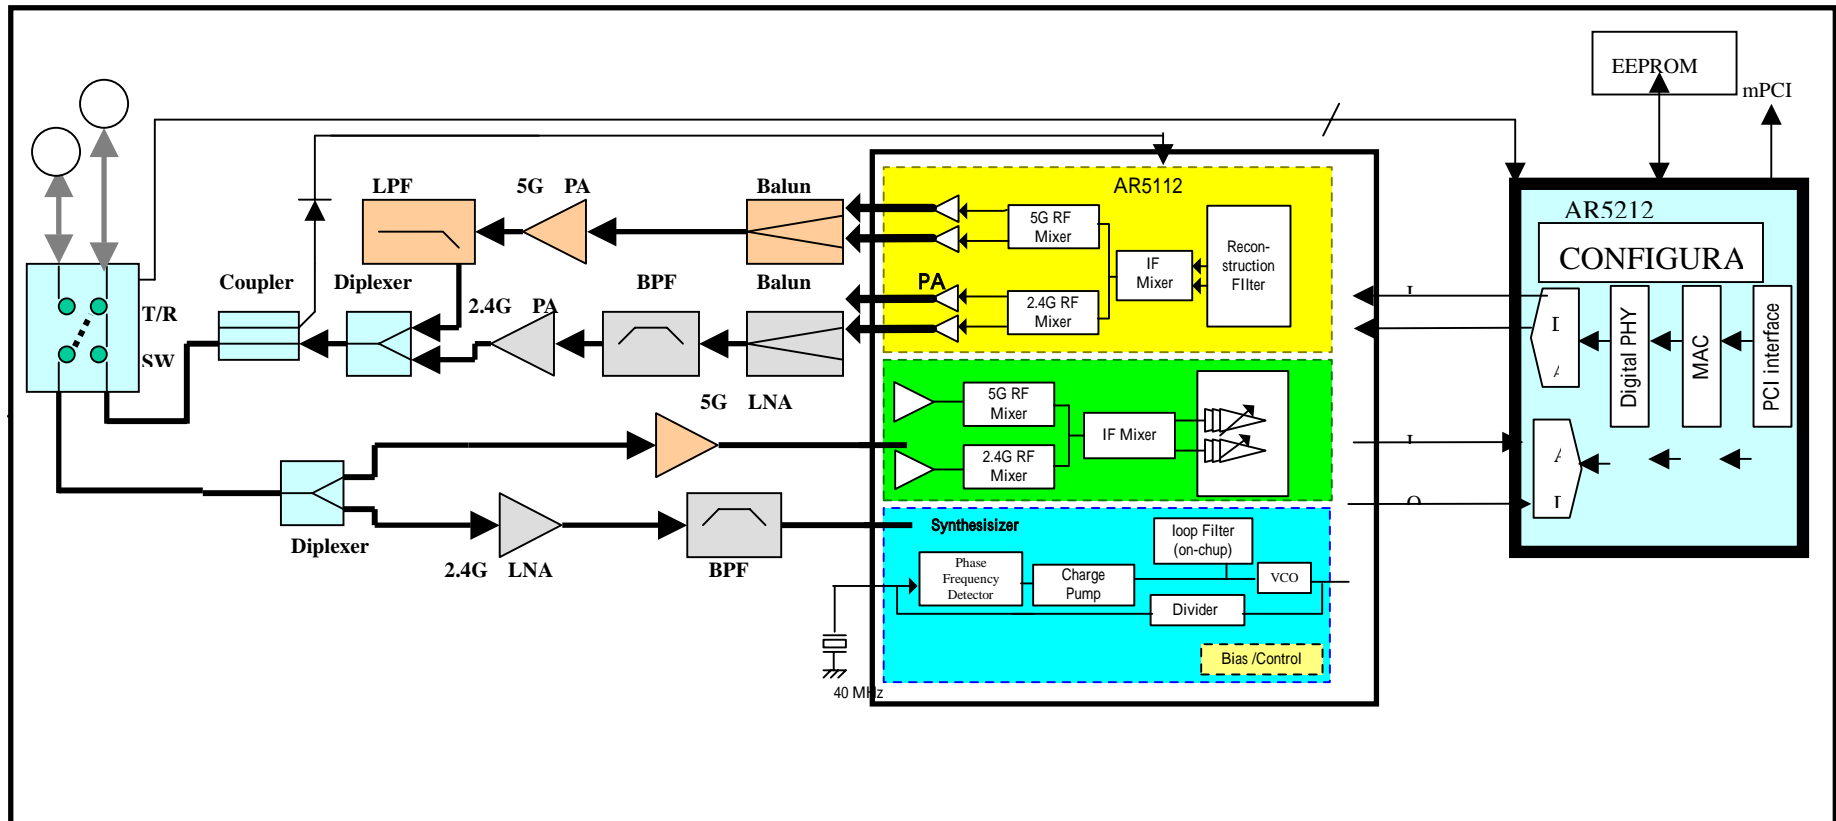 EEPROM
mPCI
LPF
5G PA
Balun
AR5112
AR5212
5G RF
Mixer
Recon-
struction
FIlter
IF
Mixer
CONFIGURA
Coupler
Diplexer
BPF
Balun
PA
2.4G PA
2.4G RF
Mixer
T/R
SW
Digital PHY
MAC
PCI interface
5G LNA
5G RF
Mixer
IF Mixer
2.4G RF
Mixer
Diplexer
2.4G LNA
BPF
Synthesisizer
loop Filter
(on-chup)
Phase
Frequency
Detector
Charge
Pump
VCO
Divider
Bias /Control
40 MHz